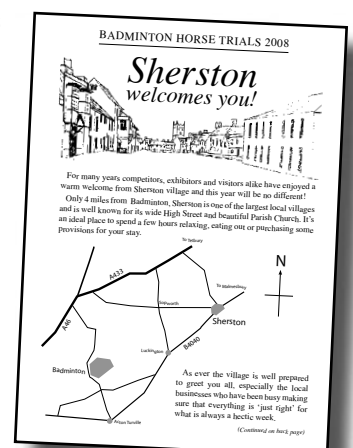 BADMINTON HORSE TRIALS 2008
Sherston
welcomes you!
For many years competitors, exhibitors and visitors alike have enjoyed a
warm welcome from Sherston village and this year will be no different!
Only 4 miles from Badminton, Sherston is one of the largest local villages
and is well known for its wide High Street and beautiful Parish Church. It's
an ideal place to spend a few hours relaxing, eating out or purchasing some
provisions for your stay.
To Tetbury
N
A433
To Malmesbury
Sopworth
Sherston
A46
Luckington
B4040
Badminton
Acton Turville
As ever the village is well prepared
to greet you all, especially the local
businesses who have been busy making
sure that everything is 'just right' for
what is always a hectic week.
(Continued on back page)